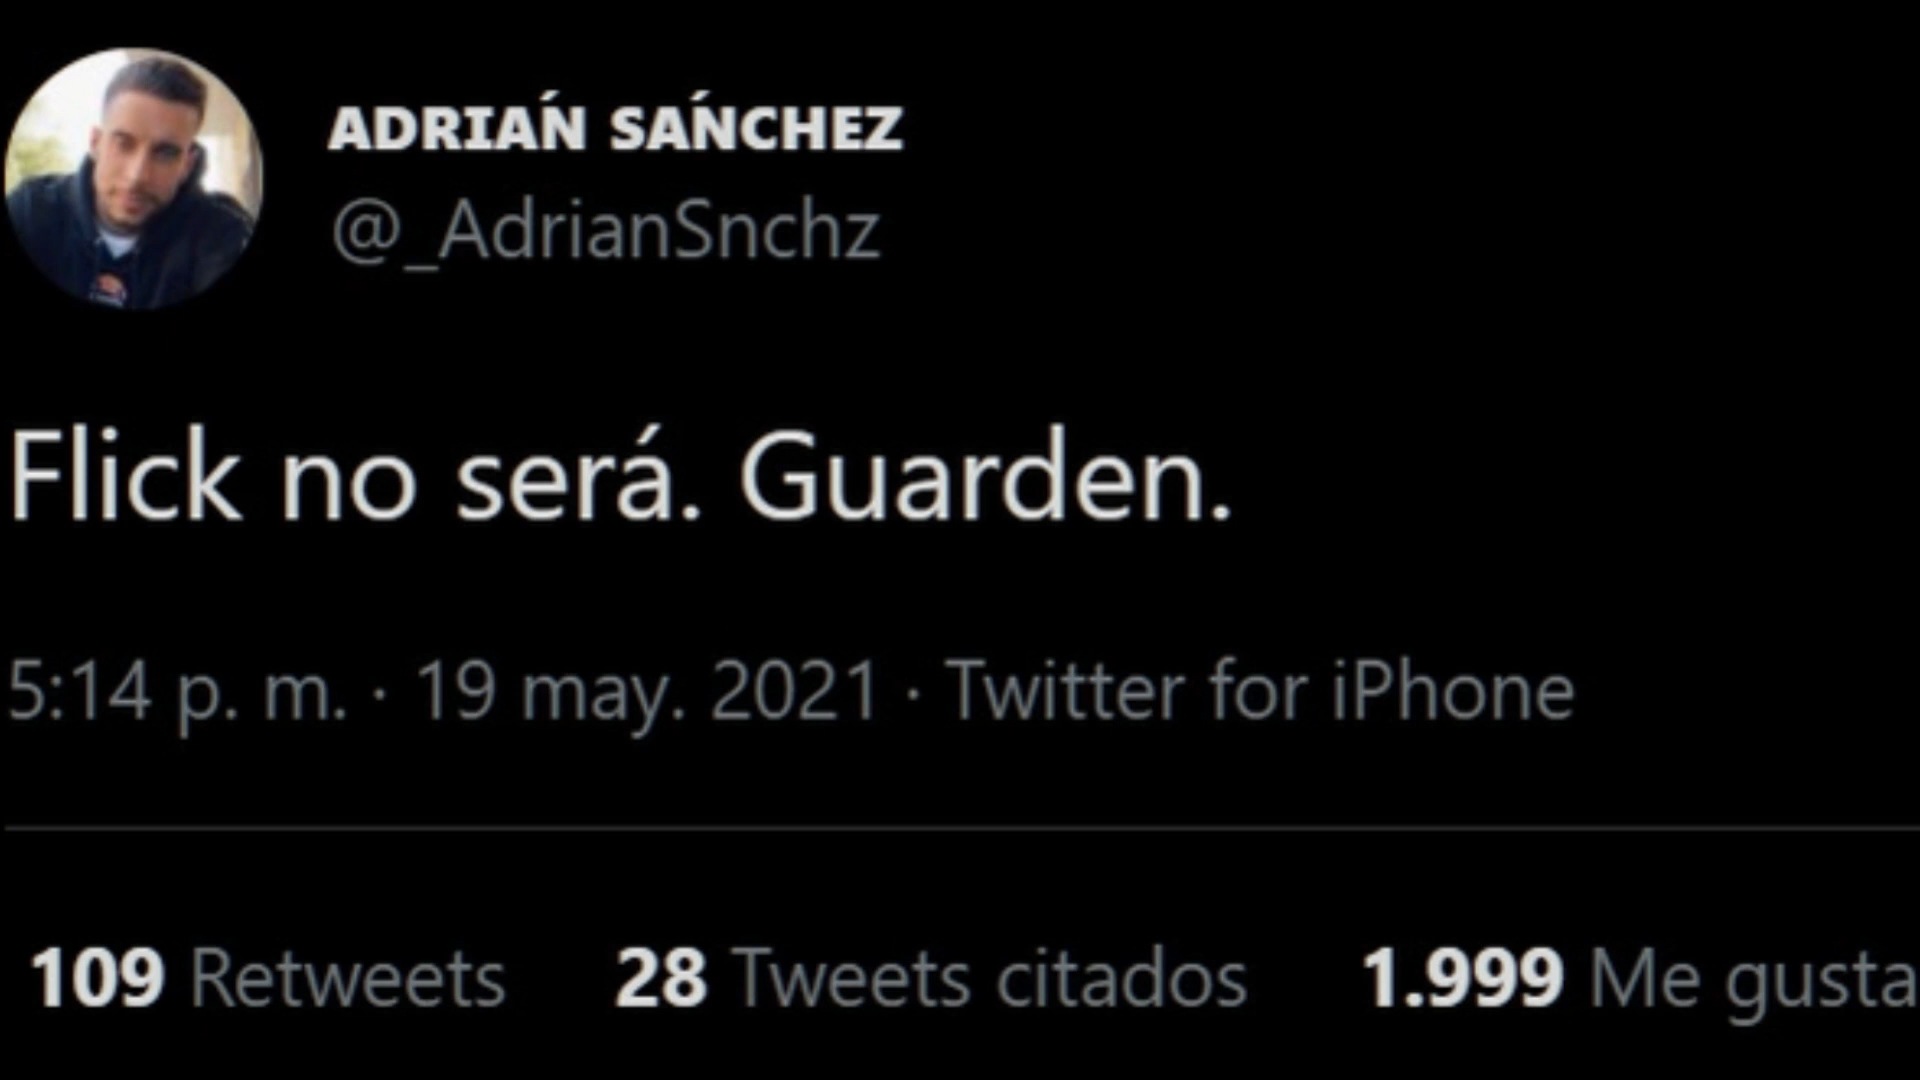 ADRIAŃ SAŃCHEZ
@_AdrianSnchz
Flick no será. Guarden.
5:14 p. m. · 19 may. 2021 · Twitter for iPhone
109 Retweets 28 Tweets citados 1.999 Me gusta